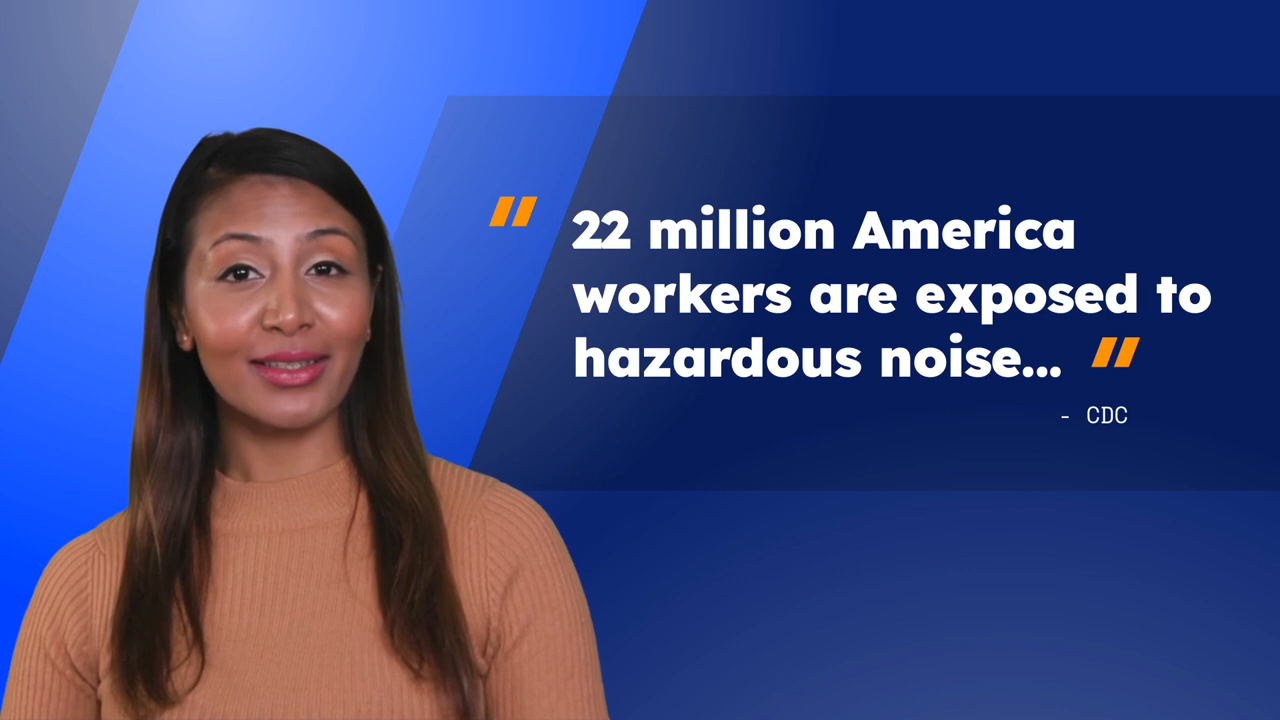 " 22 million America
workers are exposed to
hazardous noise... "
- CDC